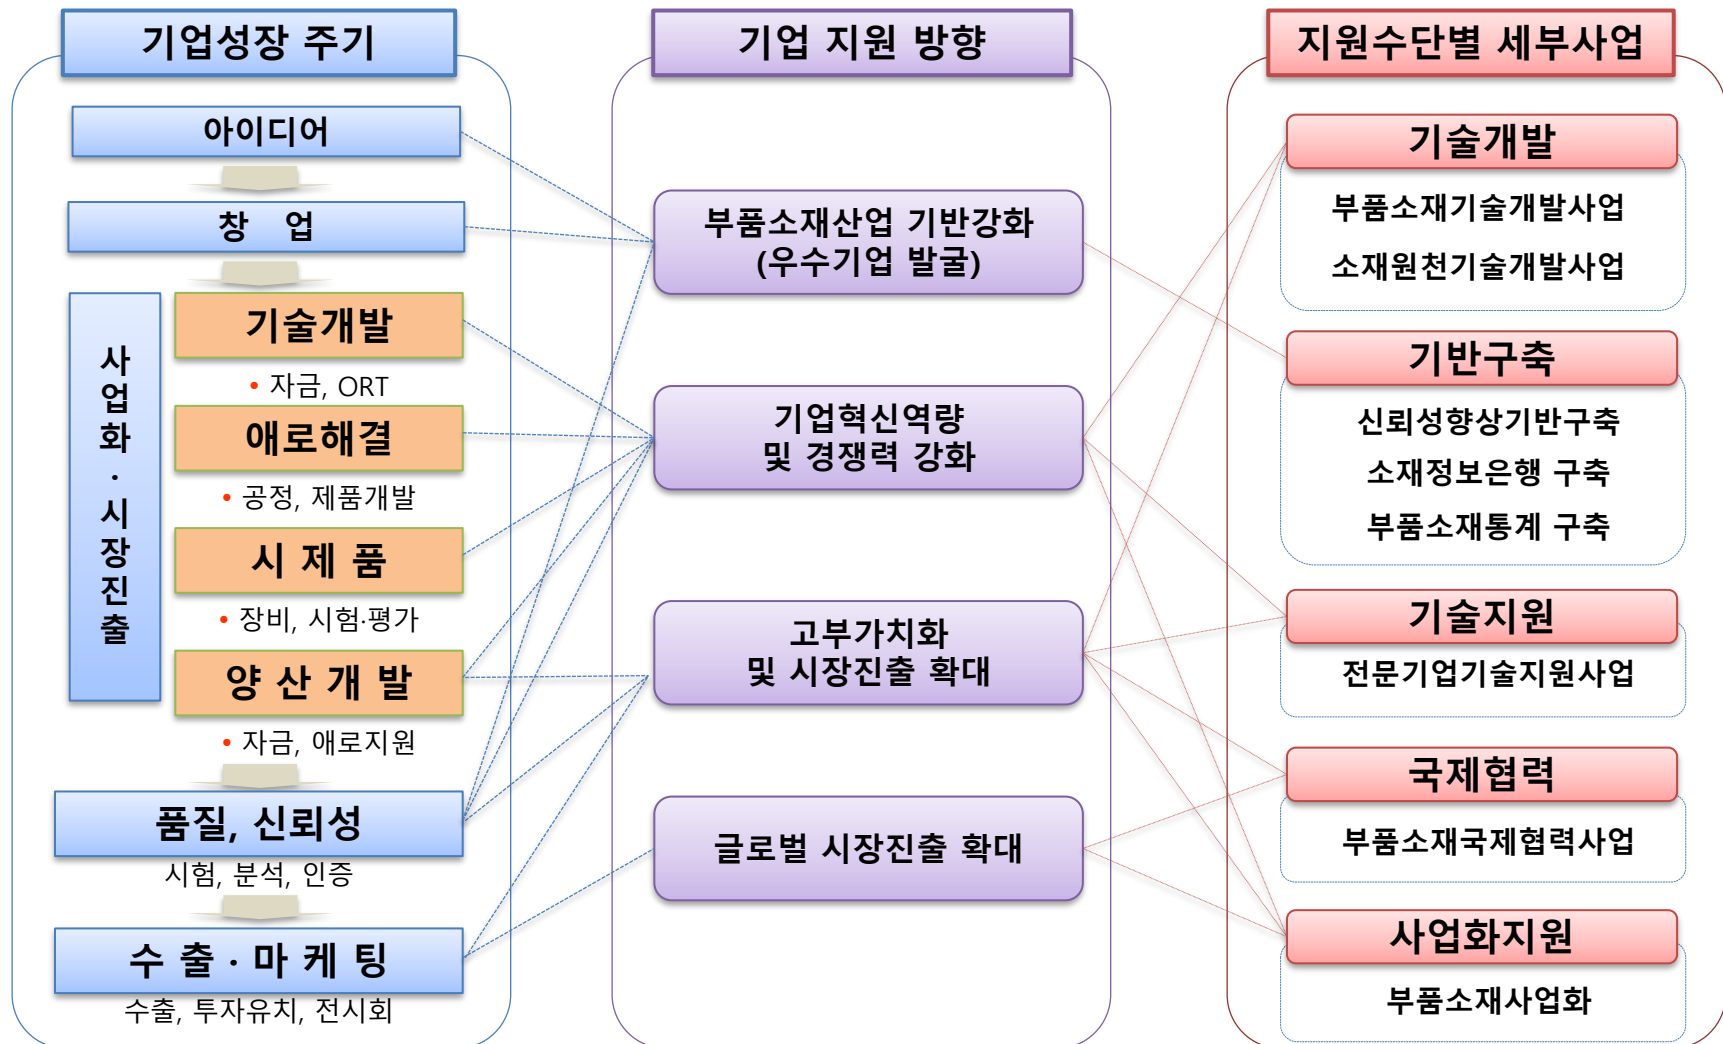 기업성장 주기
아이디어
창 업
사업화·시장진출
기술개발
• 자금, ORT
애로해결
• 공정, 제품개발
시 제 품
• 장비, 시험·평가
양 산 개 발
• 자금, 애로지원
품질, 신뢰성
시험, 분석, 인증
수 출 · 마 케 팅
수출, 투자유치, 전시회
기업 지원 방향
부품소재산업 기반강화
(우수기업 발굴)
기업혁신역량
및 경쟁력 강화
고부가치화
및 시장진출 확대
글로벌 시장진출 확대
지원수단별 세부사업
기술개발
부품소재기술개발사업
소재원천기술개발사업
기반구축
신뢰성향상기반구축
소재정보은행 구축
부품소재통계 구축
기술지원
전문기업기술지원사업
국제협력
부품소재국제협력사업
사업화지원
부품소재사업화